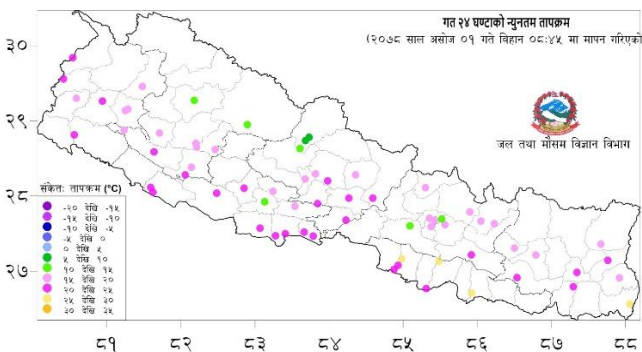 गत २४ घण्टाको न्युनतम तापक्रम
(२०७८ साल असोज ०१ गते विहान ०८:४५ मा मापन गरिएको
जल तथा मौसम विज्ञान विभाग
३०
२९
२८
२७
संकेतः तापक्रम (°C)
-२० देखि -१५
-१५ देखि -१०
-१० देखि -५
-५ देखि ०
० देखि ५
५ देखि १०
१० देखि १५
१५ देखि २०
२० देखि २५
२५ देखि ३०
३० देखि ३५
८१ ८२ ८३ ८४ ८५ ८६ ८७ ८८